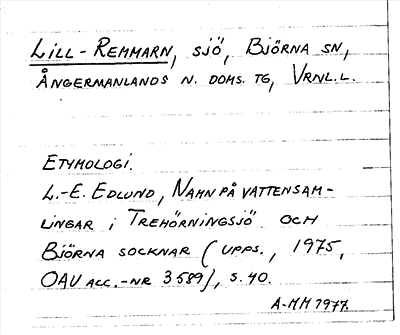 LILL-REMMARN, SJÖ, BJÖRNA SN,
ÅNGERMANLANDS N. DOMS. TG, VRNL.L.
ETYMOLOGI.
L.-E. EDLUND, NAMN PÅ VATTENSAM-
LINGAR i TREHÖRNINGSJÖ OCH
BJÖRNA SOCKNAR (UPPS., 1975,
OAU ACC.-NR 3589), S. 40.
A-MM 1977.